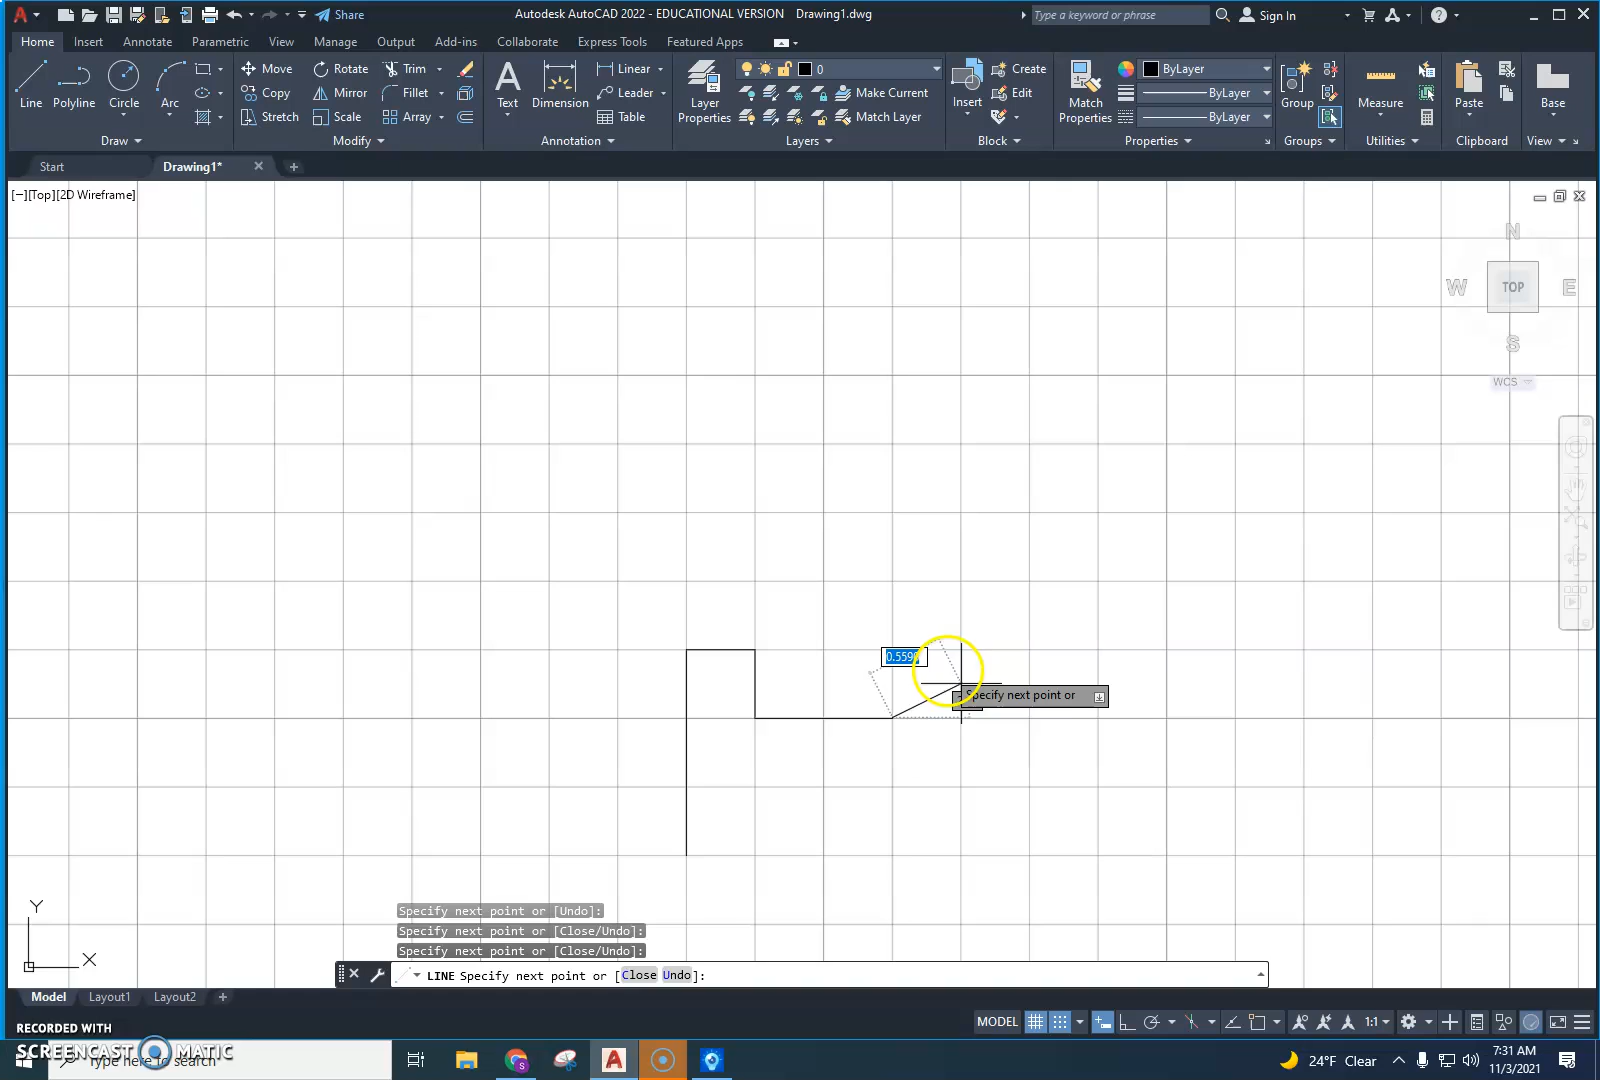 Share
Autodesk AutoCAD 2022 - EDUCATIONAL VERSION Drawing1.dwg
Type a keyword or phrase
Sign In
Home Insert Annotate Parametric View Manage Output Add-ins Collaborate Express Tools Featured Apps
Line Polyline Circle Arc
Move Rotate Trim
Copy Mirror Fillet
Stretch Scale Array
Text Dimension
Linear
Leader
Table
Layer Properties
0
Make Current
Match Layer
Insert
Create
Edit
Match Properties
ByLayer
ByLayer
ByLayer
Group
Measure
Paste
Base
Draw Modify Annotation Layers Block Properties Groups Utilities Clipboard View
Start Drawing1*
[−][Top][2D Wireframe]
N
W TOP E
S
WCS
Specify next point or
Y
X
Specify next point or [Undo]:
Specify next point or [Close/Undo]:
Specify next point or [Close/Undo]:
LINE Specify next point or [Close Undo]:
Model Layout1 Layout2
MODEL 1:1
RECORDED WITH
SCREENCAST MATIC
Type here to search
24°F Clear
7:31 AM
11/3/2021